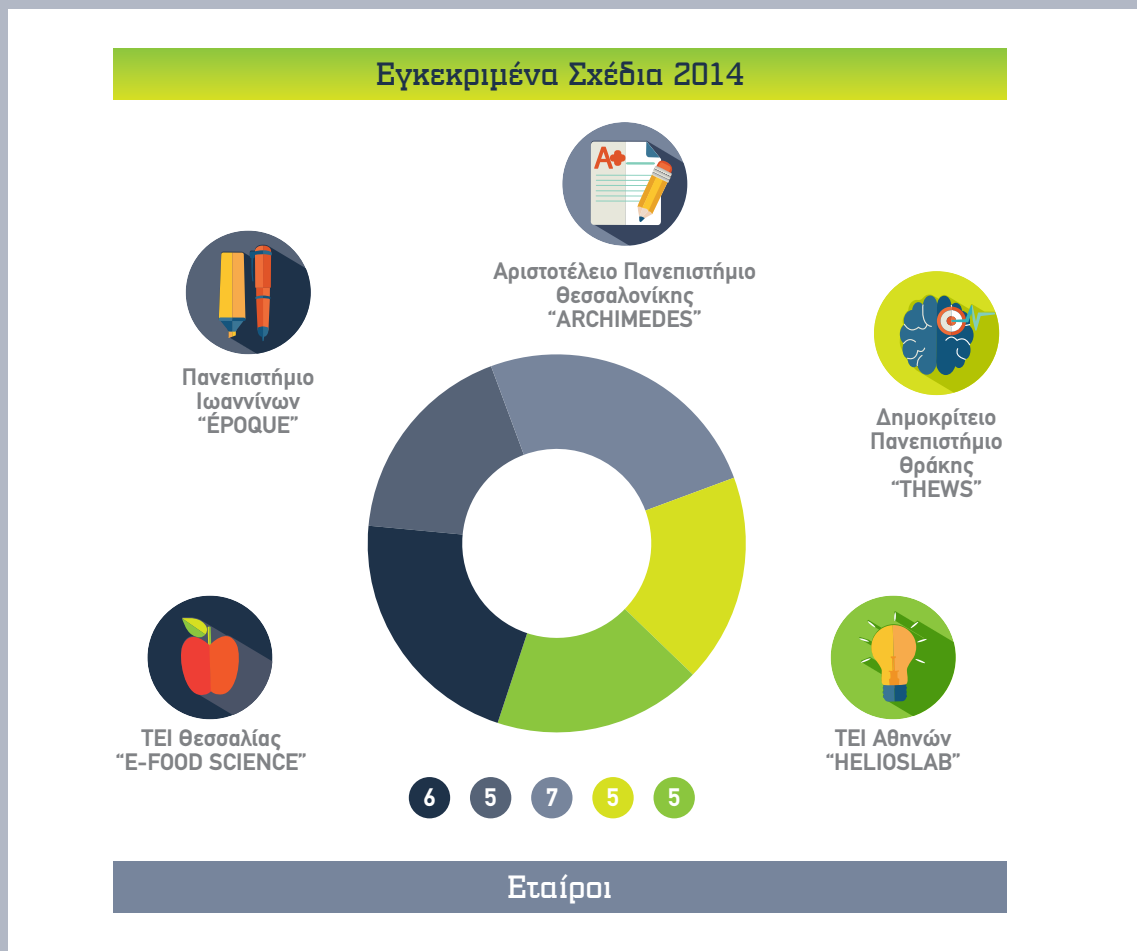 Εγκεκριμένα Σχέδια 2014
A+
Αριστοτέλειο Πανεπιστήμιο
Θεσσαλονίκης
“ARCHIMEDES”
Πανεπιστήμιο
Ιωαννίνων
“ÉPOQUE”
Δημοκρίτειο
Πανεπιστήμιο
Θράκης
“THEWS”
ΤΕΙ Θεσσαλίας
“E-FOOD SCIENCE”
ΤΕΙ Αθηνών
“HELIOSLAB”
6 5 7 5 5
Εταίροι